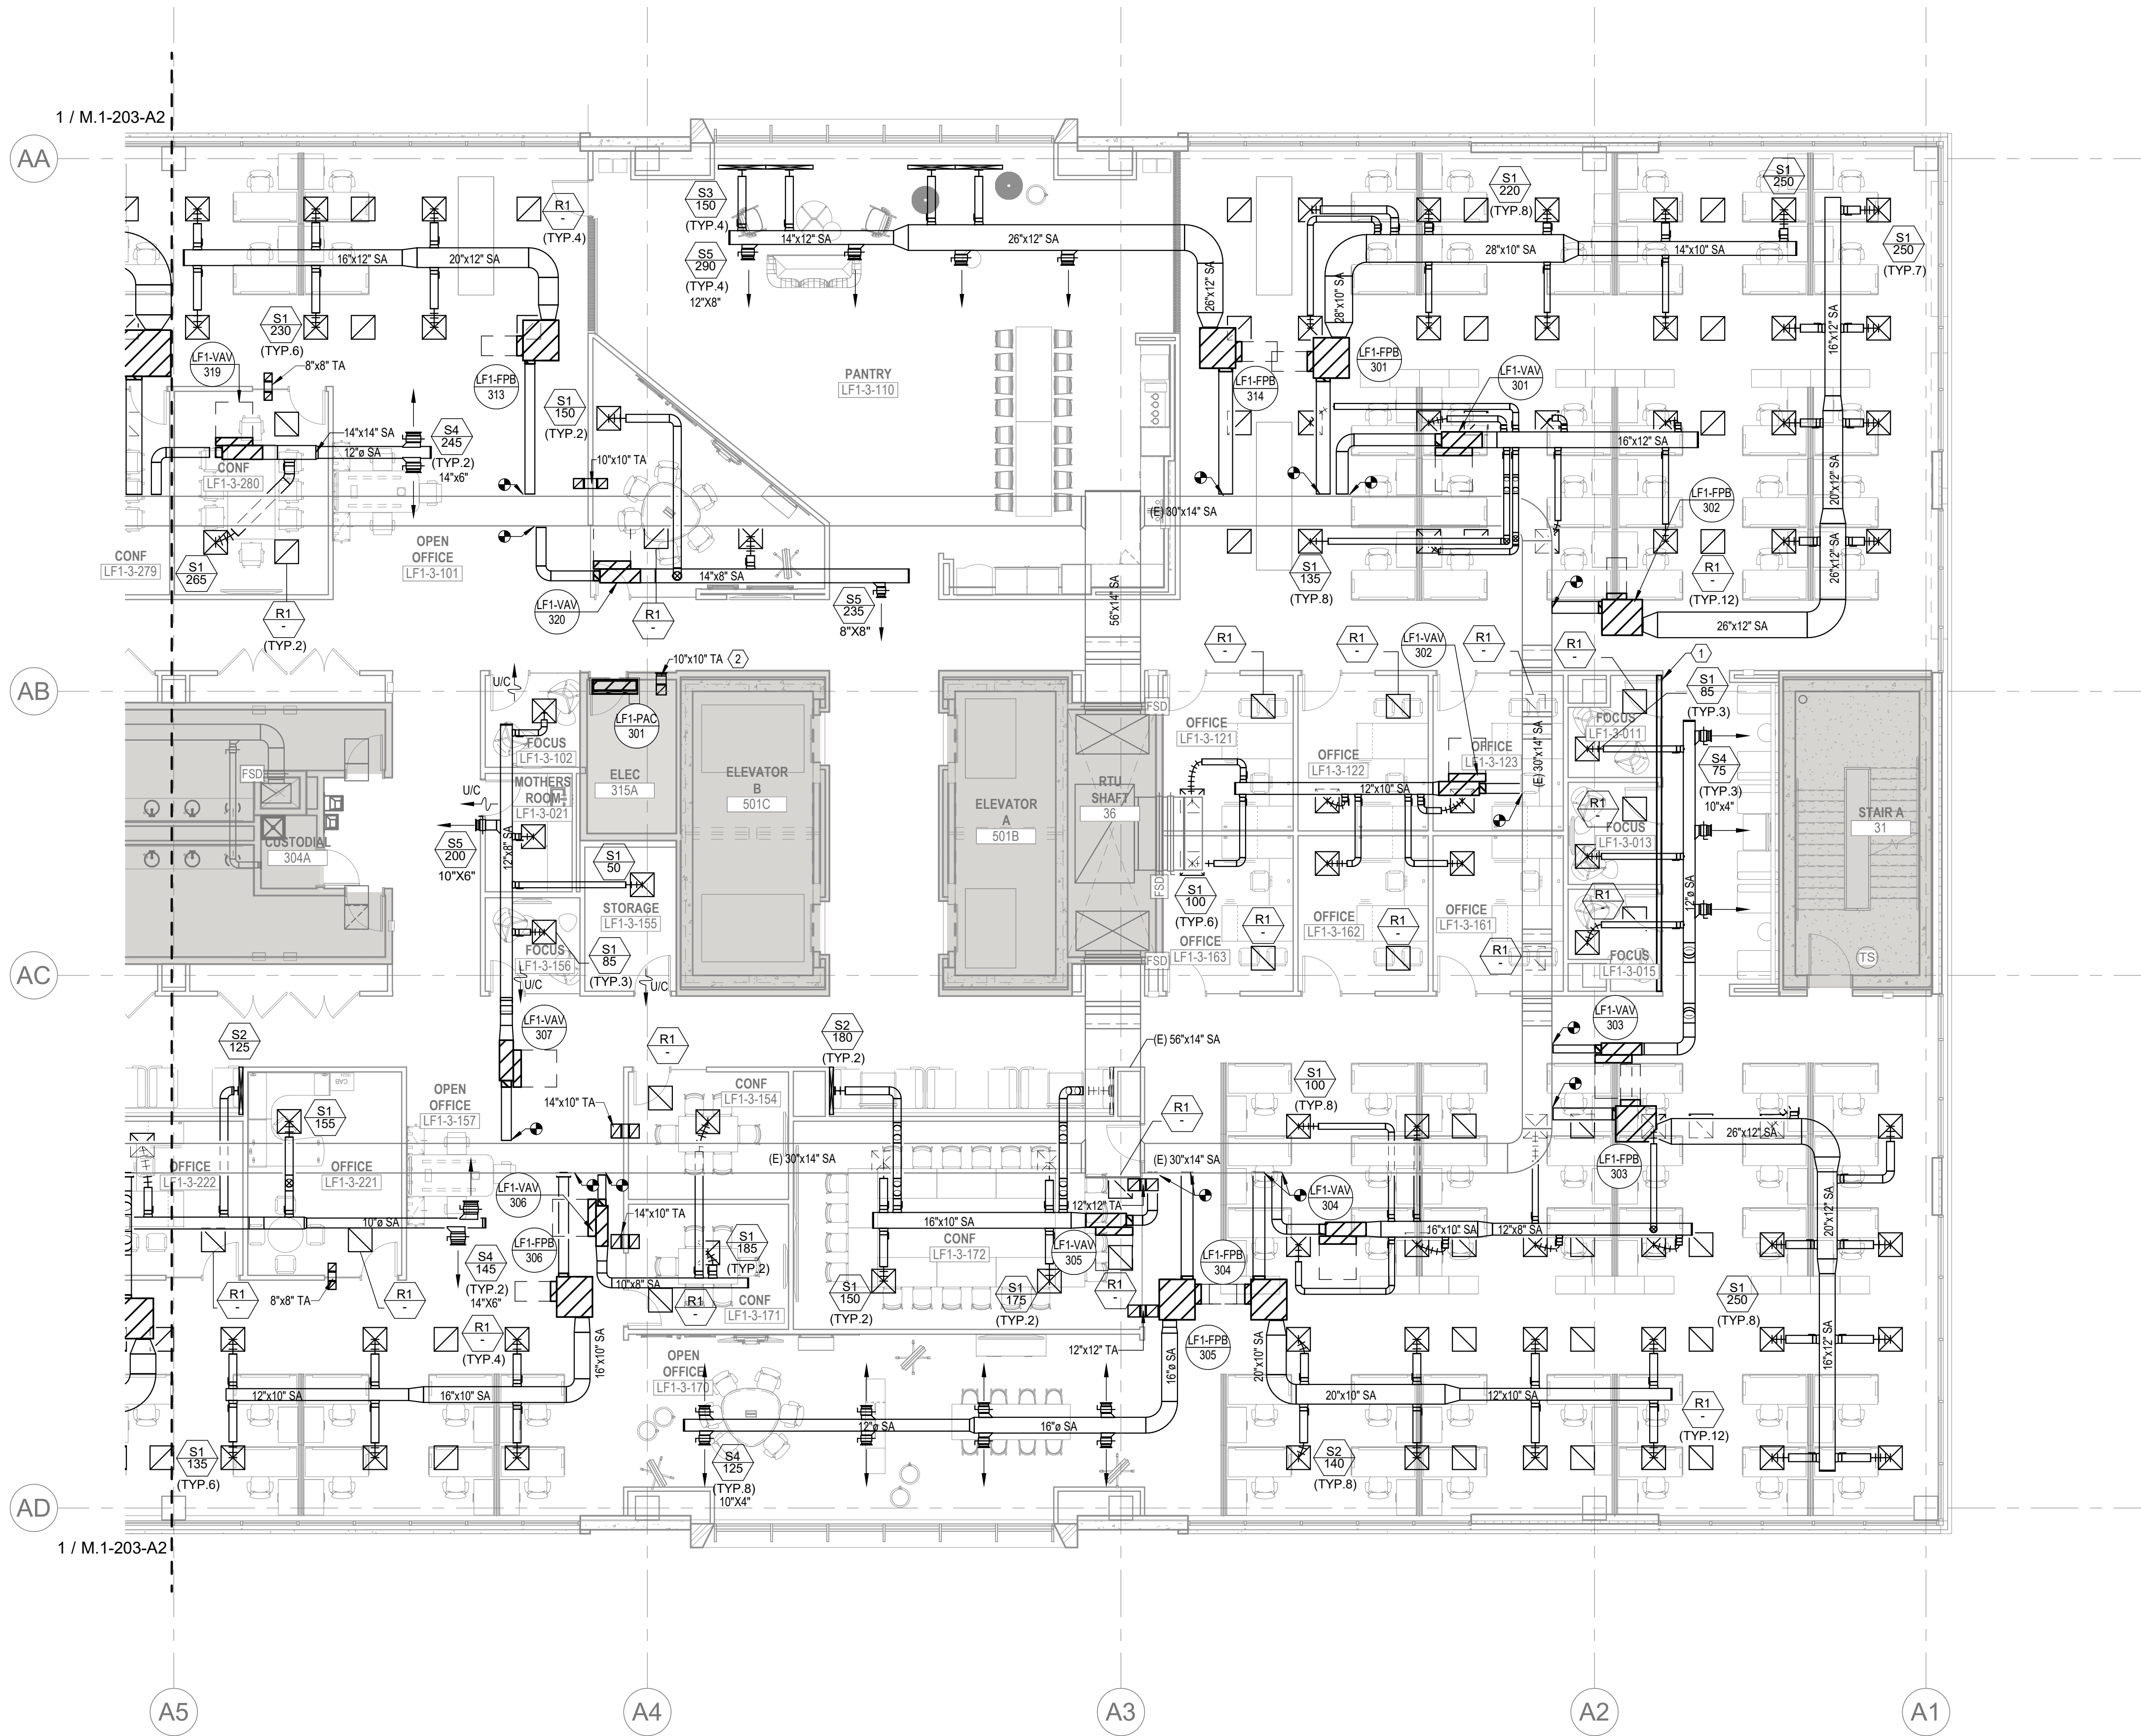 1 / M.1-203-A2
AA
S1
220
(TYP.8)
S1
250
R1
-
(TYP.4)
S3
150
(TYP.4)
14"x12" SA
26"x12" SA
S5
290
(TYP.4)
12"X8"
16"x12" SA
20"x12" SA
28"x10" SA
14"x10" SA
S1
250
(TYP.7)
26"x12" SA
28"x10" SA
16"x12" SA
S1
230
(TYP.6)
LF1-VAV
319
8"x8" TA
LF1-FPB
313
S1
150
(TYP.2)
PANTRY
LF1-3-110
LF1-FPB
314
LF1-FPB
301
LF1-VAV
301
14"x14" SA
12"ø SA
S4
245
(TYP.2)
14"x6"
CONF
LF1-3-280
10"x10" TA
16"x12" SA
20"x12" SA
LF1-FPB
302
(E) 30"x14" SA
CONF
LF1-3-279
S1
265
OPEN
OFFICE
LF1-3-101
26"x12" SA
R1
-
(TYP.2)
LF1-VAV
320
14"x8" SA
R1
-
S5
235
8"X8"
56"x14" SA
S1
135
(TYP.8)
R1
-
(TYP.12)
26"x12" SA
R1
-
R1
-
LF1-VAV
302
R1
-
R1
-
1
AB
U/C
10"x10" TA
2
LF1-PAC
301
FOCUS
LF1-3-102
MOTHERS
ROOM
LF1-3-021
ELEC
315A
ELEVATOR
B
501C
ELEVATOR
A
501B
RTU
SHAFT
36
FSD
OFFICE
LF1-3-121
OFFICE
LF1-3-122
OFFICE
LF1-3-123
(E) 30"x14" SA
FOCUS
LF1-3-011
S1
85
(TYP.3)
S4
75
(TYP.3)
10"x4"
STAIR A
31
FSD
CUSTODIAL
304A
U/C
S5
200
10"X6"
12"x8" SA
S1
50
12"x10" SA
R1
-
FOCUS
LF1-3-013
FSD
S1
100
(TYP.6)
STORAGE
LF1-3-155
FOCUS
LF1-3-156
S1
85
(TYP.3)
OFFICE
LF1-3-163
R1
-
OFFICE
LF1-3-162
R1
-
OFFICE
LF1-3-161
R1
-
R1
-
FOCUS
LF1-3-015
12"ø SA
TS
FSD
AC
U/C
U/C
S2
125
LF1-VAV
307
R1
-
S2
180
(TYP.2)
(E) 56"x14" SA
LF1-VAV
303
S1
155
CAB
OPEN
OFFICE
LF1-3-157
14"x10" TA
CONF
LF1-3-154
R1
-
S1
100
(TYP.8)
26"x12" SA
OFFICE
LF1-3-222
OFFICE
LF1-3-221
(E) 30"x14" SA
(E) 30"x14" SA
LF1-VAV
306
LF1-VAV
304
LF1-FPB
303
10"ø SA
14"x10" TA
12"x12" TA
16"x10" SA
CONF
LF1-3-172
16"x10" SA
12"x8" SA
20"x12" SA
LF1-FPB
306
S4
145
(TYP.2)
14"X6"
S1
185
(TYP.2)
LF1-VAV
305
LF1-FPB
304
R1
-
8"x8" TA
R1
-
10"x8" SA
R1
-
CONF
LF1-3-171
S1
150
(TYP.2)
S1
175
(TYP.2)
R1
-
S1
250
(TYP.8)
R1
-
(TYP.4)
16"x10" SA
OPEN
OFFICE
LF1-3-170
12"x12" TA
16"ø SA
LF1-FPB
305
20"x10" SA
16"x12" SA
12"x10" SA
16"x10" SA
20"x10" SA
12"x10" SA
R1
-
(TYP.12)
12"ø SA
16"ø SA
S1
135
(TYP.6)
S4
125
(TYP.8)
10"X4"
S2
140
(TYP.8)
AD
1 / M.1-203-A2
A5
A4
A3
A2
A1